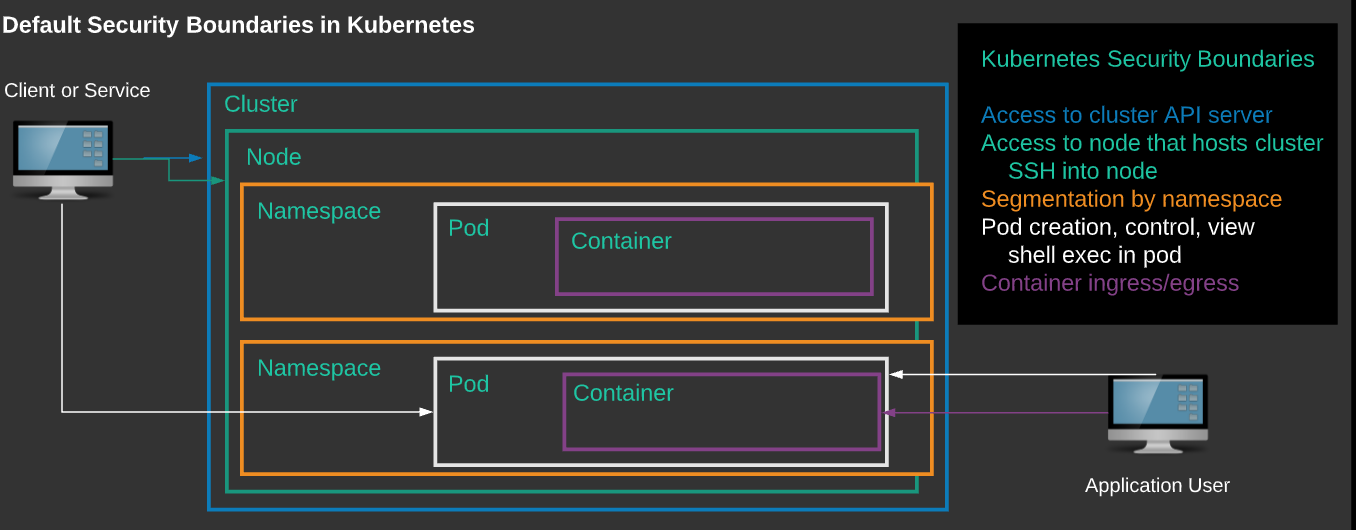 Default Security Boundaries in Kubernetes
Client or Service
Cluster
Node
Namespace
Pod
Container
Namespace
Pod
Container
Kubernetes Security Boundaries
Access to cluster API server
Access to node that hosts cluster
SSH into node
Segmentation by namespace
Pod creation, control, view
shell exec in pod
Container ingress/egress
Application User